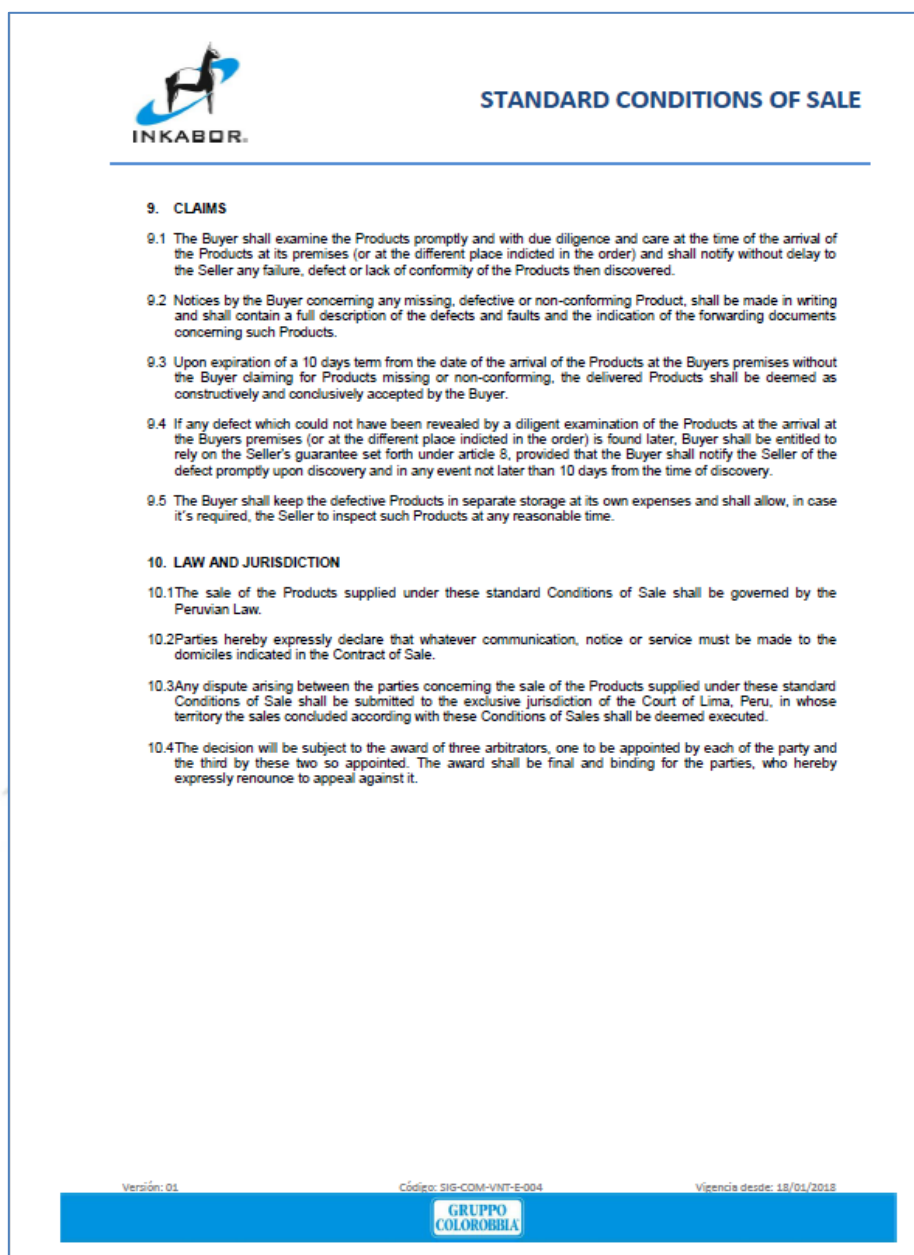 INKABOR®
STANDARD CONDITIONS OF SALE
9. CLAIMS
9.1 The Buyer shall examine the Products promptly and with due diligence and care at the time of the arrival of
the Products at its premises (or at the different place indicted in the order) and shall notify without delay to
the Seller any failure, defect or lack of conformity of the Products then discovered.
9.2 Notices by the Buyer concerning any missing, defective or non-conforming Product, shall be made in writing
and shall contain a full description of the defects and faults and the indication of the forwarding documents
concerning such Products.
9.3 Upon expiration of a 10 days term from the date of the arrival of the Products at the Buyers premises without
the Buyer claiming for Products missing or non-conforming, the delivered Products shall be deemed as
constructively and conclusively accepted by the Buyer.
9.4 If any defect which could not have been revealed by a diligent examination of the Products at the arrival at
the Buyers premises (or at the different place indicted in the order) is found later, Buyer shall be entitled to
rely on the Seller's guarantee set forth under article 8, provided that the Buyer shall notify the Seller of the
defect promptly upon discovery and in any event not later than 10 days from the time of discovery.
9.5 The Buyer shall keep the defective Products in separate storage at its own expenses and shall allow, in case
it's required, the Seller to inspect such Products at any reasonable time.
10. LAW AND JURISDICTION
10.1The sale of the Products supplied under these standard Conditions of Sale shall be governed by the
Peruvian Law.
10.2Parties hereby expressly declare that whatever communication, notice or service must be made to the
domiciles indicated in the Contract of Sale.
10.3Any dispute arising between the parties concerning the sale of the Products supplied under these standard
Conditions of Sale shall be submitted to the exclusive jurisdiction of the Court of Lima, Peru, in whose
territory the sales concluded according with these Conditions of Sales shall be deemed executed.
10.4The decision will be subject to the award of three arbitrators, one to be appointed by each of the party and
the third by these two so appointed. The award shall be final and binding for the parties, who hereby
expressly renounce to appeal against it.
Versión: 01 Código: SIG-COM-VNT-E-004 Vigencia desde: 18/01/2018
GRUPPO
COLOROBBIA